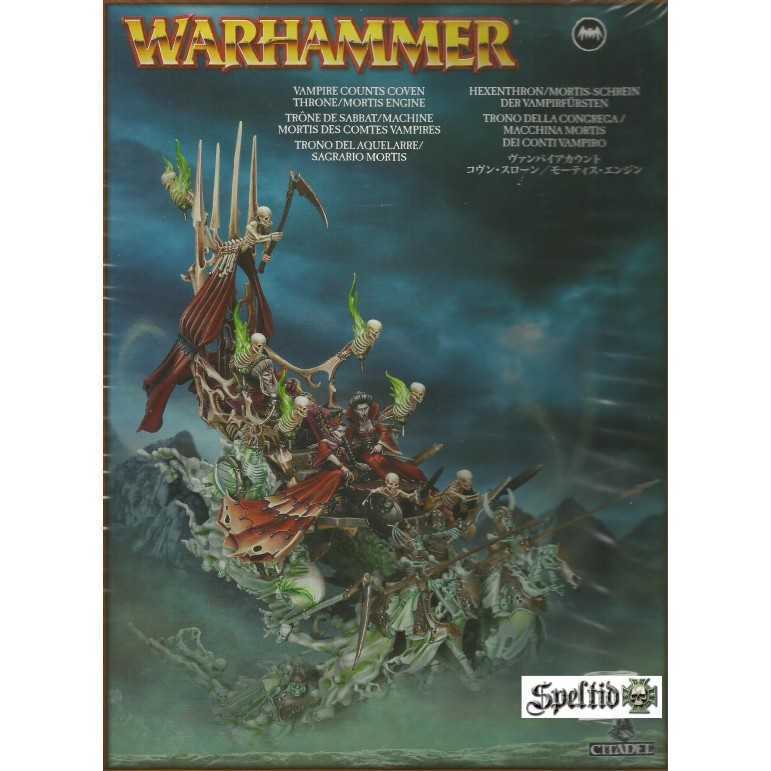 WARHAMMER
VAMPIRE COUNTS COVEN
THRONE/MORTIS ENGINE
TRÔNE DE SABBAT/MACHINE
MORTIS DES COMTES VAMPIRES
TRONO DEL AQUELARRE/
SAGRARIO MORTIS
HEXENTHRON/MORTIS-SCHREIN
DER VAMPIRFÜRSTEN
TRONO DELLA CONGREGA/
MACCHINA MORTIS
DEI CONTI VAMPIRO
ヴァンパイアカウント
コヴン・スローン/モーティス・エンジン
Speltid
CITADEL